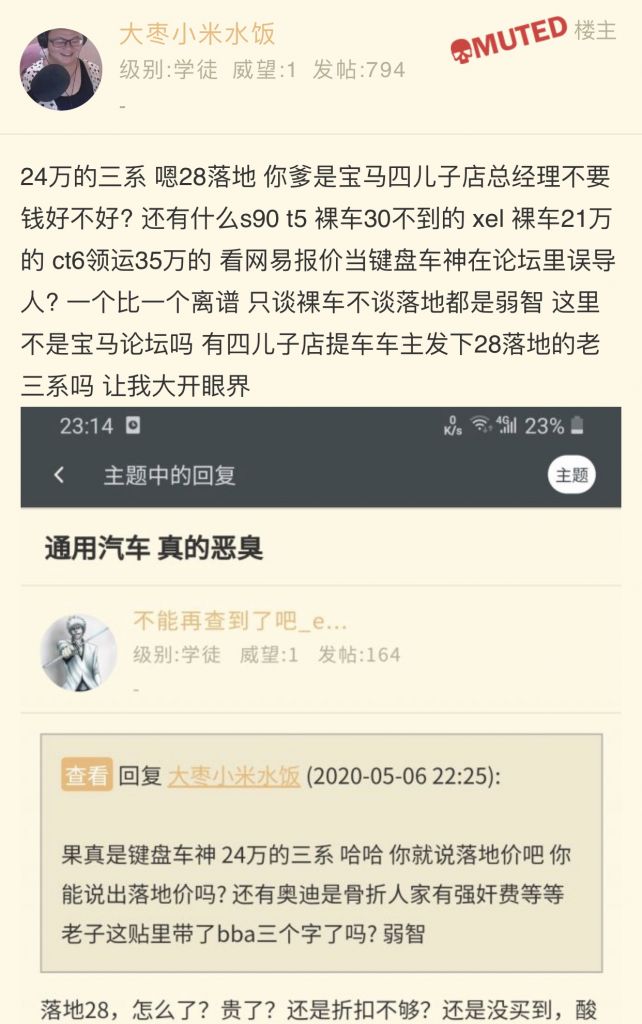 大枣小米水饭
MUTED 楼主
级别:学徒 威望:1 发帖:794
-
24万的三系 嗯28落地 你爹是宝马四儿子店总经理不要
钱好不好? 还有什么s90 t5 裸车30不到的 xel 裸车21万
的 ct6领运35万的 看网易报价当键盘车神在论坛里误导
人? 一个比一个离谱 只谈裸车不谈落地都是弱智 这里
不是宝马论坛吗 有四儿子店提车车主发下28落地的老
三系吗 让我大开眼界
23:14 0 K/s 4G 23%
主题中的回复 主题
通用汽车 真的恶臭
不能再查到了吧_e...
级别:学徒 威望:1 发帖:164
-
查看 回复 大枣小米水饭 (2020-05-06 22:25):
果真是键盘车神 24万的三系 哈哈 你就说落地价吧 你
能说出落地价吗? 还有奥迪是骨折人家有强奸费等等
老子这贴里带了bba三个字了吗? 弱智
落地28，怎么了？贵了？还是折扣不够？还是没买到，酸